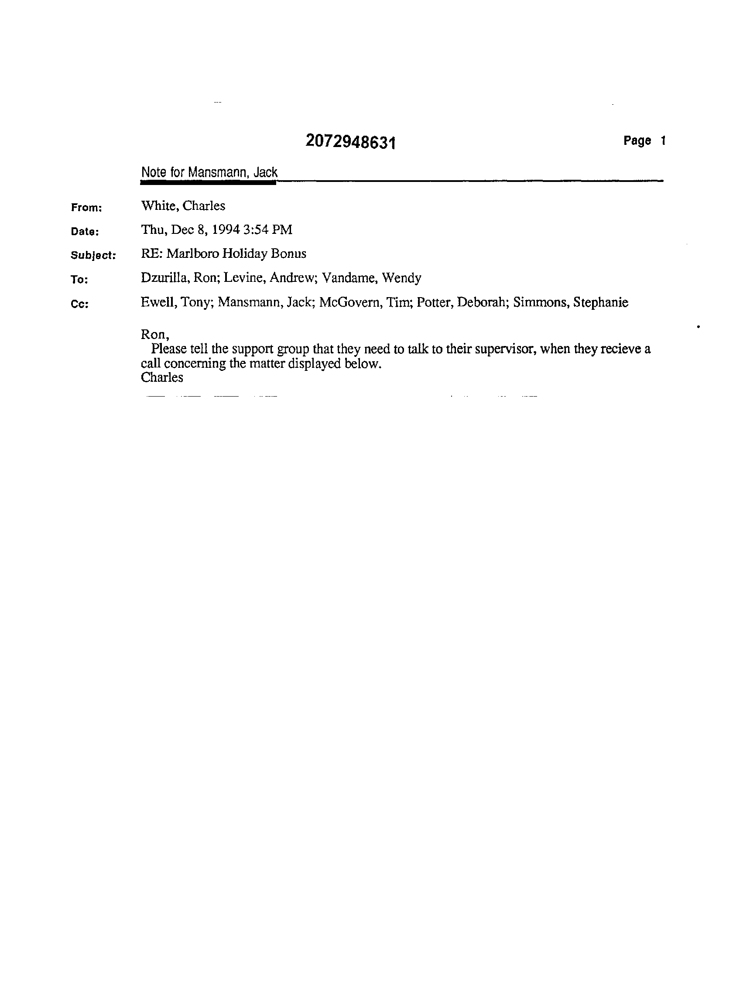 2072948631
Page 1
Note for Mansmann, Jack
From: White, Charles
Date: Thu, Dec 8, 1994 3:54 PM
Subject: RE: Marlboro Holiday Bonus
To: Dzurilla, Ron; Levine, Andrew; Vandame, Wendy
Cc: Ewell, Tony; Mansmann, Jack; McGovern, Tim; Potter, Deborah; Simmons, Stephanie
Ron,
Please tell the support group that they need to talk to their supervisor, when they recieve a
call concerning the matter displayed below.
Charles